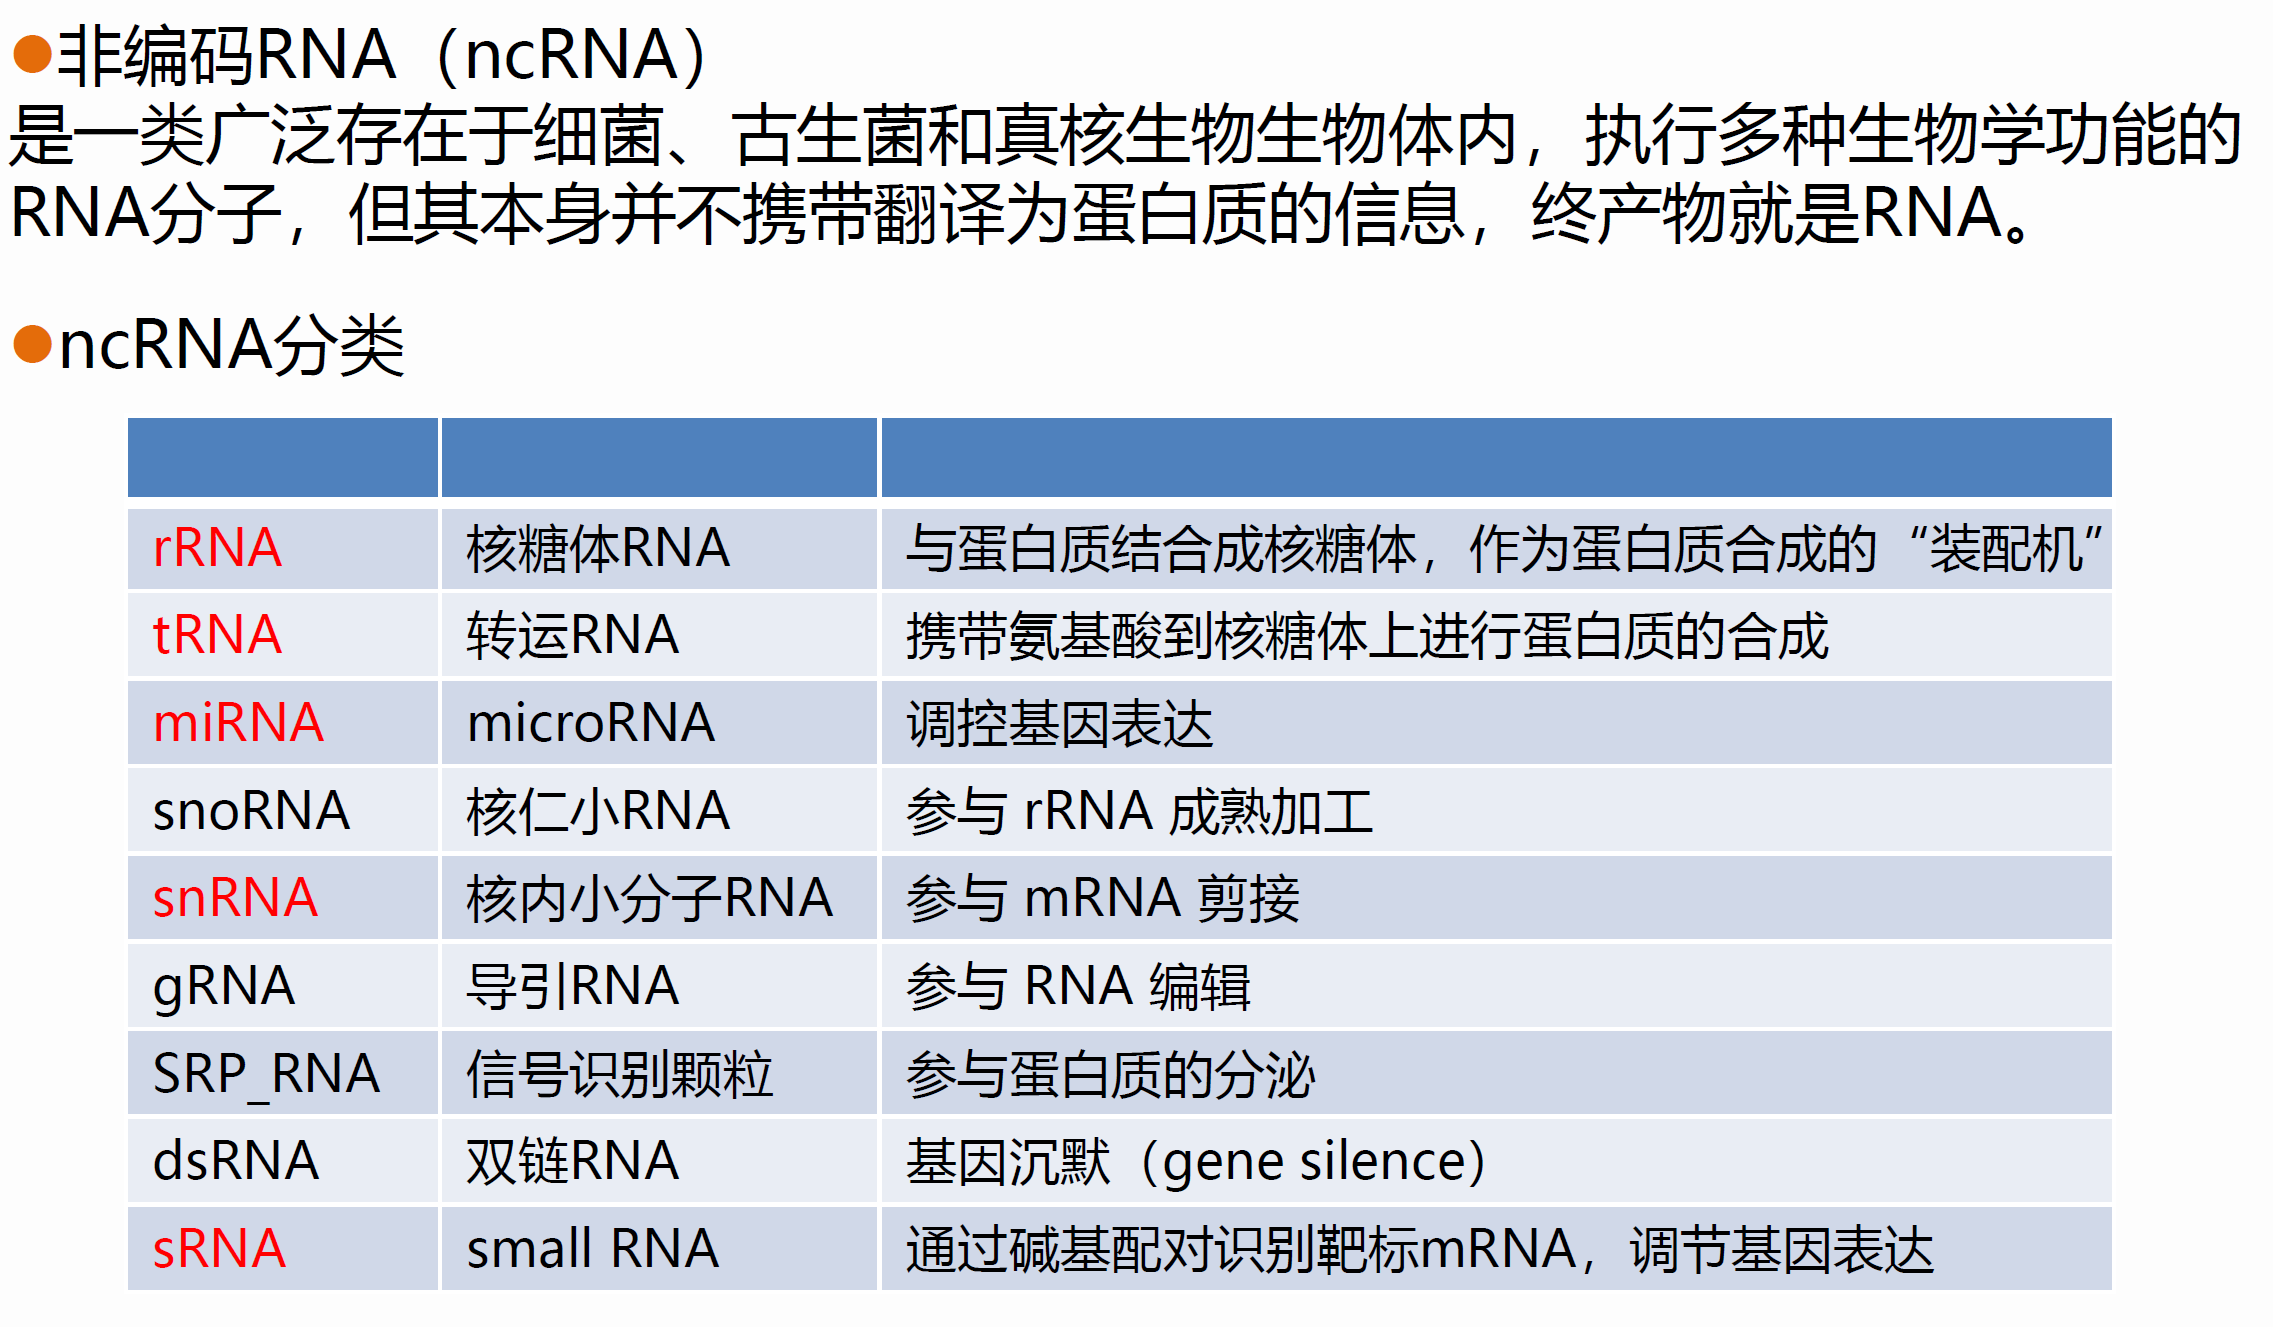 ●非编码RNA（ncRNA）
是一类广泛存在于细菌、古生菌和真核生物生物体内，执行多种生物学功能的
RNA分子，但其本身并不携带翻译为蛋白质的信息，终产物就是RNA。
●ncRNA分类
rRNA 核糖体RNA 与蛋白质结合成核糖体，作为蛋白质合成的“装配机”
tRNA 转运RNA 携带氨基酸到核糖体上进行蛋白质的合成
miRNA microRNA 调控基因表达
snoRNA 核仁小RNA 参与 rRNA 成熟加工
snRNA 核内小分子RNA 参与 mRNA 剪接
gRNA 导引RNA 参与 RNA 编辑
SRP_RNA 信号识别颗粒 参与蛋白质的分泌
dsRNA 双链RNA 基因沉默（gene silence）
sRNA small RNA 通过碱基配对识别靶标mRNA，调节基因表达